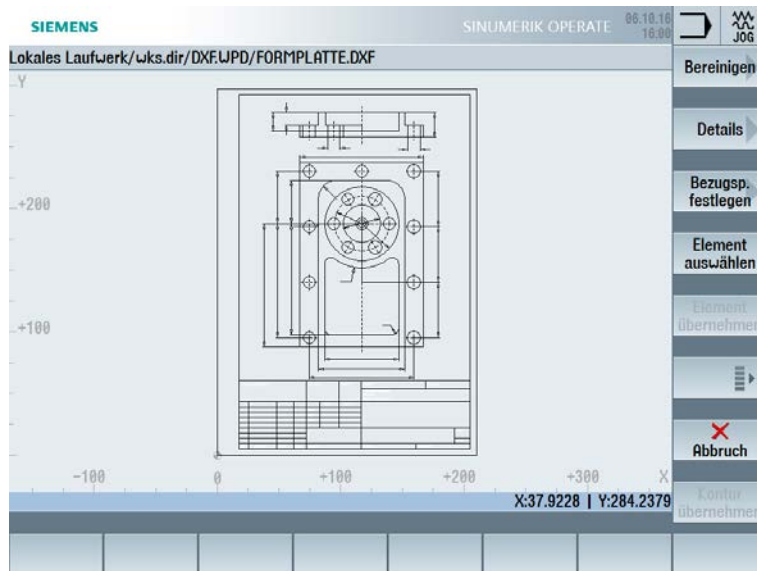 SIEMENS
SINUMERIK OPERATE
06.10.16
16:00
JOG
Lokales Laufwerk/wks.dir/DXF.WPD/FORMPLATTE.DXF
Bereinigen
Details
Bezugsp.
festlegen
Element
auswählen
Element
übernehmen
Abbruch
Kontur
übernehmen
Y
+200
+100
-100
0
+100
+200
+300
X
X:37.9228 | Y:284.2379